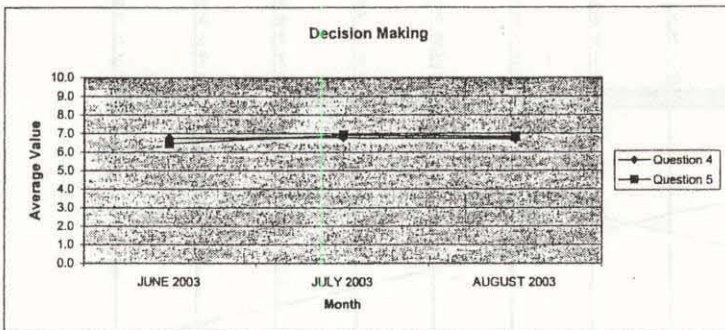 Decision Making
Average Value
10.0
9.0
8.0
7.0
6.0
5.0
4.0
3.0
2.0
1.0
0.0
JUNE 2003 JULY 2003 AUGUST 2003
Month
Question 4
Question 5